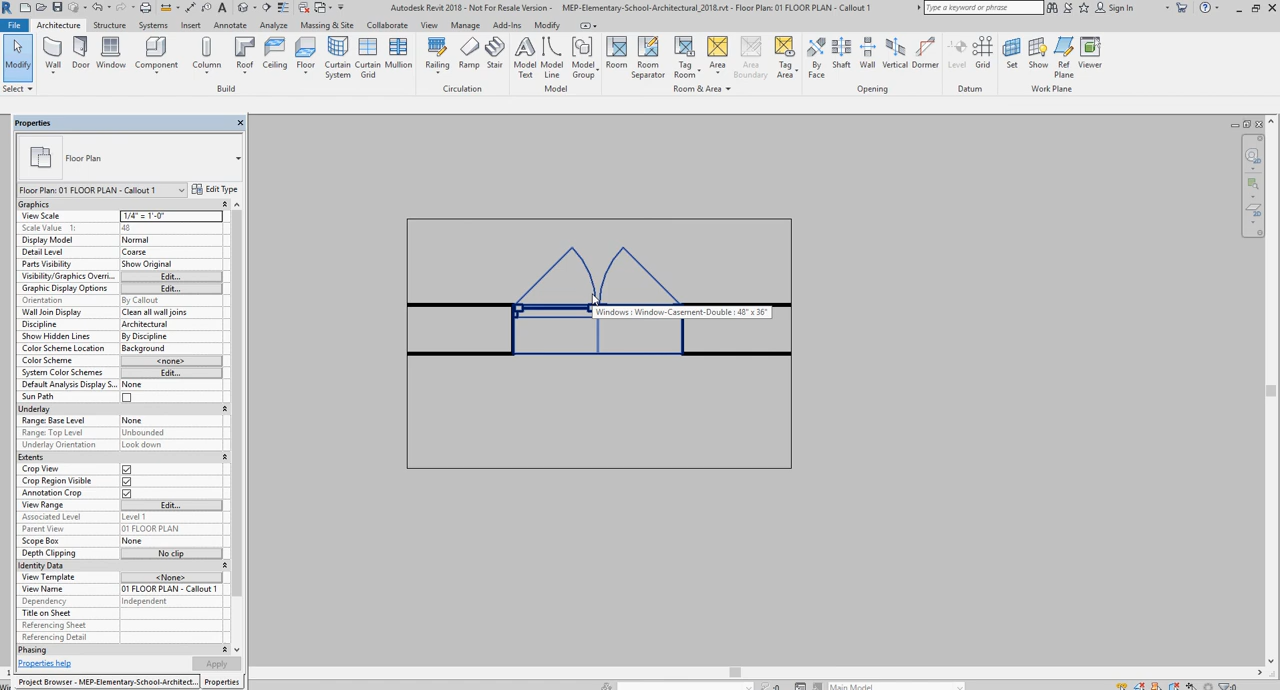 Autodesk Revit 2018 - Not For Resale Version - MEP-Elementary-School-Architectural_2018.rvt - Floor Plan: 01 FLOOR PLAN - Callout 1
Type a keyword or phrase
Sign In
File Architecture Structure Systems Insert Annotate Analyze Massing & Site Collaborate View Manage Add-Ins Modify
Modify Wall Door Window Component Column Roof Ceiling Floor Curtain System Curtain Grid Mullion Railing Ramp Stair Model Text Model Line Model Group Room Room Separator Tag Room Area Area Boundary Tag Area By Face Shaft Wall Vertical Dormer Level Grid Set Show Ref Plane Viewer
Select Build Circulation Model Room & Area Opening Datum Work Plane
Properties
Floor Plan
Floor Plan: 01 FLOOR PLAN - Callout 1 Edit Type
Graphics
View Scale 1/4" = 1'-0"
Scale Value 1: 48
Display Model Normal
Detail Level Coarse
Parts Visibility Show Original
Visibility/Graphics Overri... Edit...
Graphic Display Options Edit...
Orientation By Callout
Wall Join Display Clean all wall joins
Discipline Architectural
Show Hidden Lines By Discipline
Color Scheme Location Background
Color Scheme <none>
System Color Schemes Edit...
Default Analysis Display S... None
Sun Path
Underlay
Range: Base Level None
Range: Top Level Unbounded
Underlay Orientation Look down
Extents
Crop View
Crop Region Visible
Annotation Crop
View Range Edit...
Associated Level Level 1
Parent View 01 FLOOR PLAN
Scope Box None
Depth Clipping No clip
Identity Data
View Template <None>
View Name 01 FLOOR PLAN - Callout 1
Dependency Independent
Title on Sheet
Referencing Sheet
Referencing Detail
Phasing
Properties help Apply
Project Browser - MEP-Elementary-School-Architect... Properties
Windows : Window-Casement-Double : 48" x 36"
:0 Main Model :0